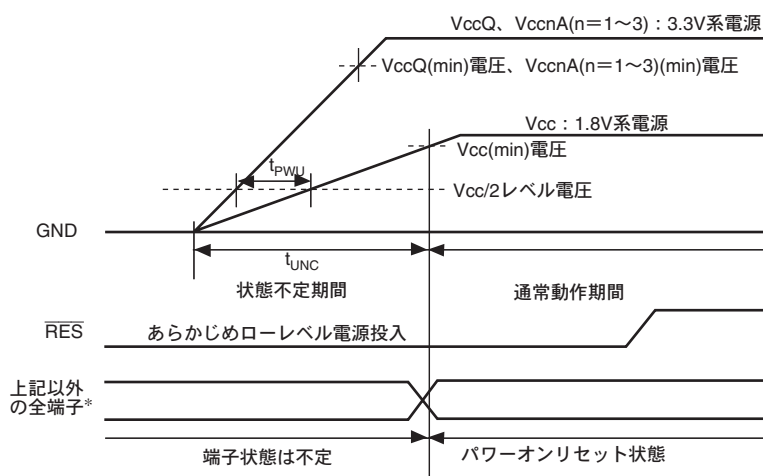 VccQ、VccnA(n＝1～3)：3.3V系電源
VccQ(min)電圧、VccnA(n＝1～3)(min)電圧
Vcc：1.8V系電源
Vcc(min)電圧
tPWU
Vcc/2レベル電圧
GND
tUNC
状態不定期間
通常動作期間
RES
あらかじめローレベル電源投入
上記以外
の全端子*
端子状態は不定
パワーオンリセット状態